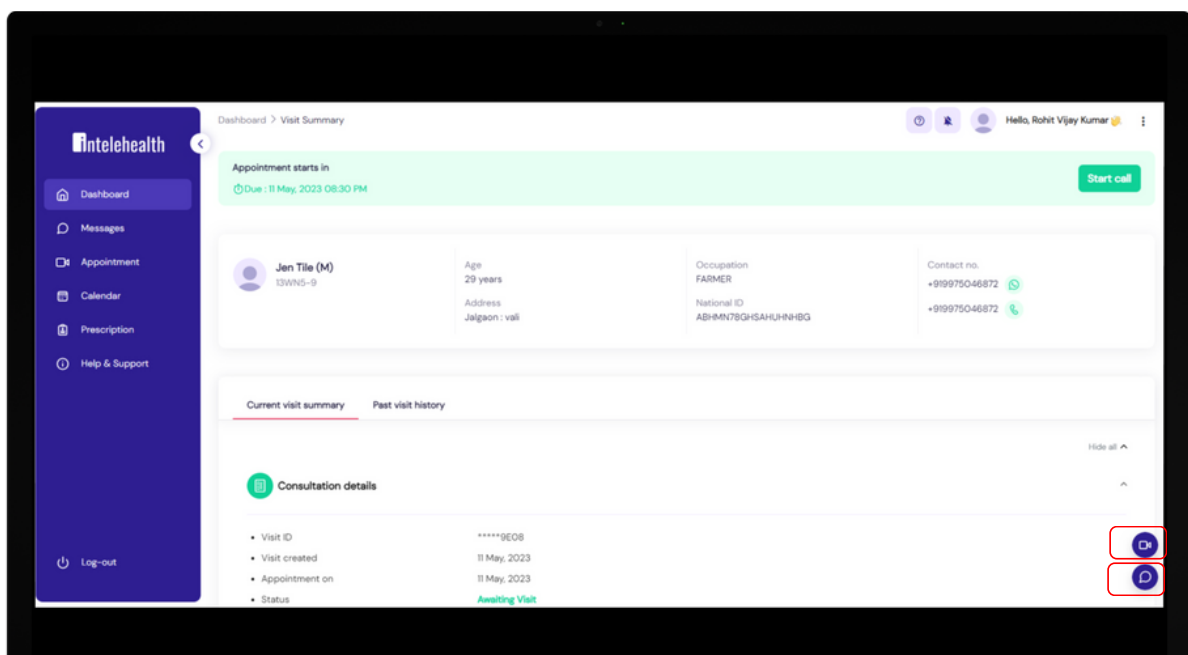 intelehealth
Dashboard
Messages
Appointment
Calendar
Prescription
Help & Support
Log-out
Dashboard > Visit Summary
Hello, Rohit Vijay Kumar 👋
Appointment starts in
Due : 11 May, 2023 08:30 PM
Start call
Jen Tile (M)
13WN5-9
Age
29 years
Address
Jalgaon : vali
Occupation
FARMER
National ID
ABHMN78GHSAHUHNHBG
Contact no.
+919975046872
+919975046872
Current visit summary Past visit history
Hide all
Consultation details
• Visit ID *****9E08
• Visit created 11 May, 2023
• Appointment on 11 May, 2023
• Status Awaiting Visit